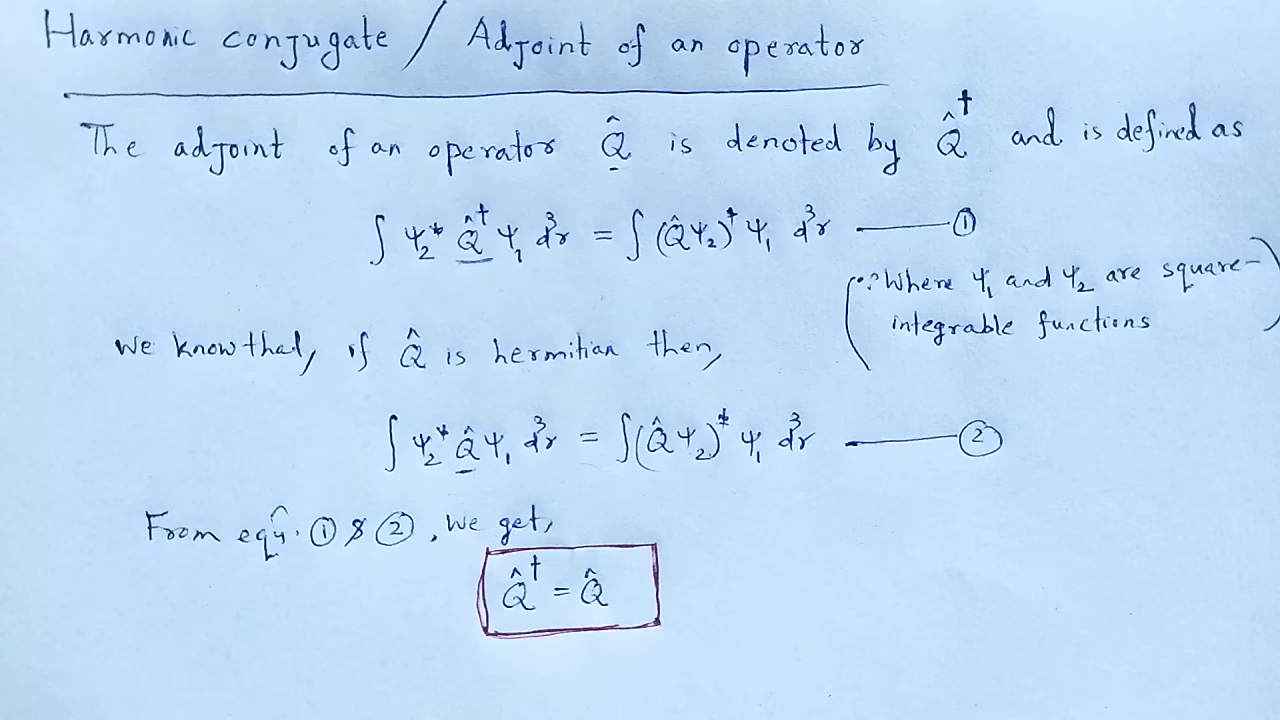 Harmonic conjugate / Adjoint of an operator
The adjoint of an operator Q̂ is denoted by Q̂† and is defined as
∫ Ψ₂* Q̂† Ψ₁ d³r = ∫ (Q̂Ψ₂)* Ψ₁ d³r —— ①
(∵ Where Ψ₁ and Ψ₂ are square-
integrable functions)
We know that, if Q̂ is hermitian then,
∫ Ψ₂* Q̂ Ψ₁ d³r = ∫ (Q̂Ψ₂)* Ψ₁ d³r —— ②
From eqn. ① & ②, we get,
Q̂† = Q̂